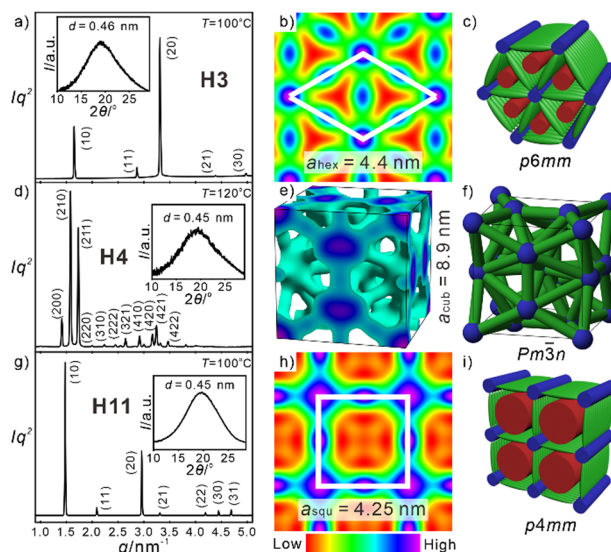 a)
T=100°C
d = 0.46 nm
I/a.u.
10 15 20 25
2θ/°
H3
Iq²
(10)
(11)
(20)
(21)
(30)
b)
a_hex = 4.4 nm
c)
p6mm
d)
T=120°C
d = 0.45 nm
I/a.u.
10 15 20 25
2θ/°
H4
Iq²
(200)
(210)
(211)
(220)
(310)
(222)
(321)
(410)
(420)
(421)
(422)
e)
a_cub = 8.9 nm
f)
Pm3̄n
g)
T=100°C
d = 0.45 nm
I/a.u.
10 15 20 25
2θ/°
H11
Iq²
(10)
(11)
(20)
(21)
(22)
(30)
(31)
1.0 1.5 2.0 2.5 3.0 3.5 4.0 4.5 5.0
q/nm⁻¹
h)
a_squ = 4.25 nm
Low High
i)
p4mm